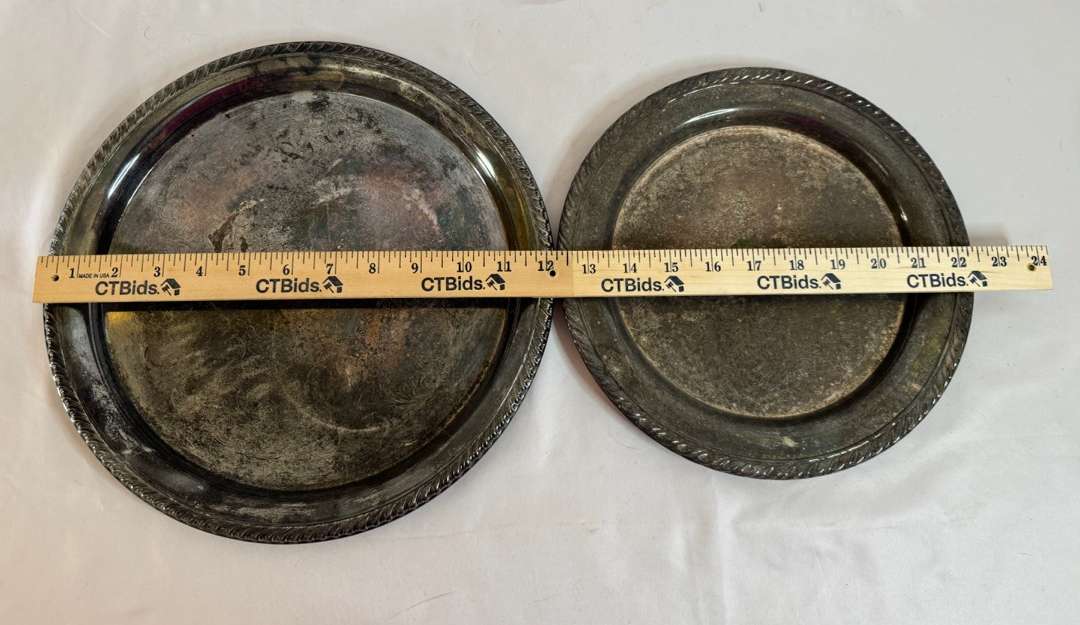 1 MADE IN USA 2 3 4 5 6 7 8 9 10 11 12 13 14 15 16 17 18 19 20 21 22 23 24
CTBids. CTBids. CTBids. CTBids. CTBids. CTBids.